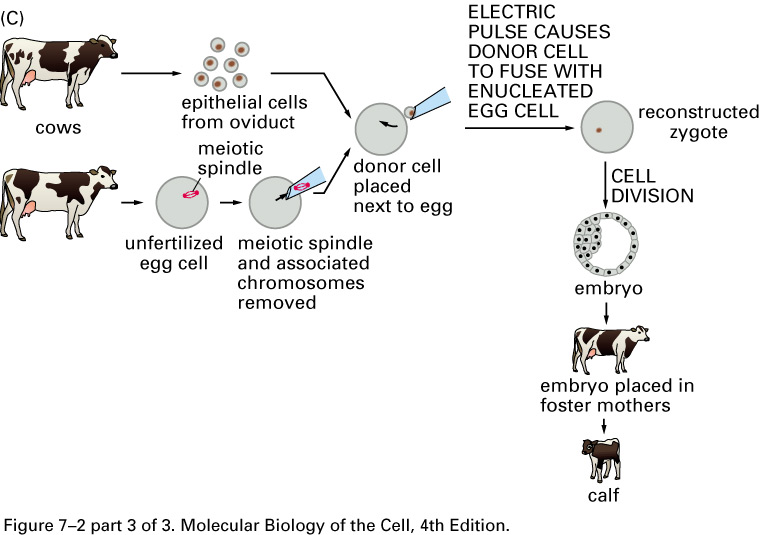 (C)
cows
epithelial cells
from oviduct
meiotic
spindle
unfertilized
egg cell
meiotic spindle
and associated
chromosomes
removed
donor cell
placed
next to egg
ELECTRIC
PULSE CAUSES
DONOR CELL
TO FUSE WITH
ENUCLEATED
EGG CELL
reconstructed
zygote
CELL
DIVISION
embryo
embryo placed in
foster mothers
calf
Figure 7–2 part 3 of 3. Molecular Biology of the Cell, 4th Edition.